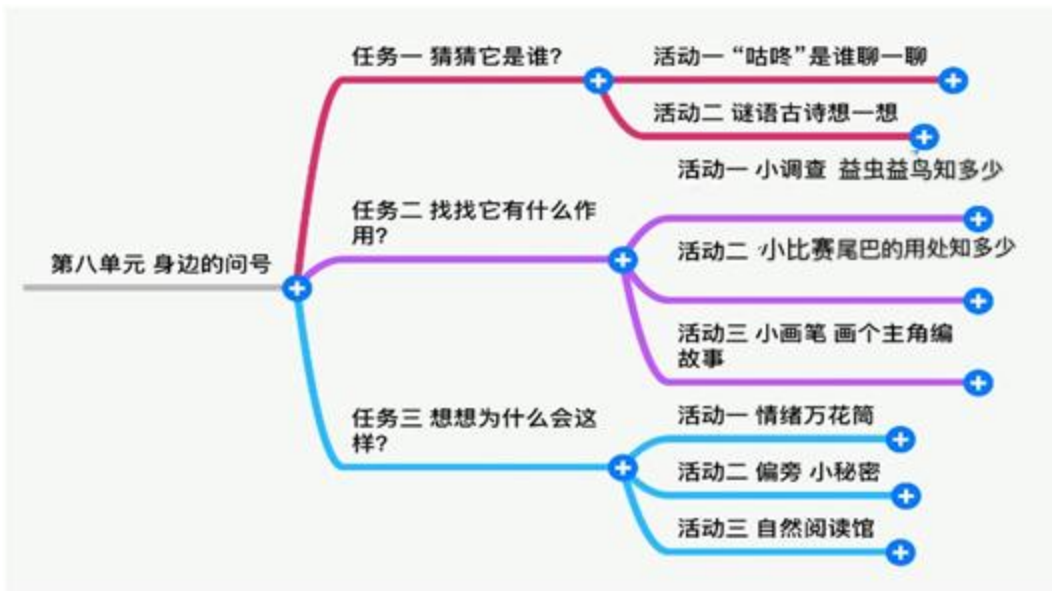 任务一 猜猜它是谁?
活动一 “咕咚”是谁聊一聊
活动二 谜语古诗想一想
活动一 小调查 益虫益鸟知多少
任务二 找找它有什么作
用?
活动二 小比赛尾巴的用处知多少
第八单元 身边的问号
活动三 小画笔 画个主角编
故事
任务三 想想为什么会这
样?
活动一 情绪万花筒
活动二 偏旁 小秘密
活动三 自然阅读馆